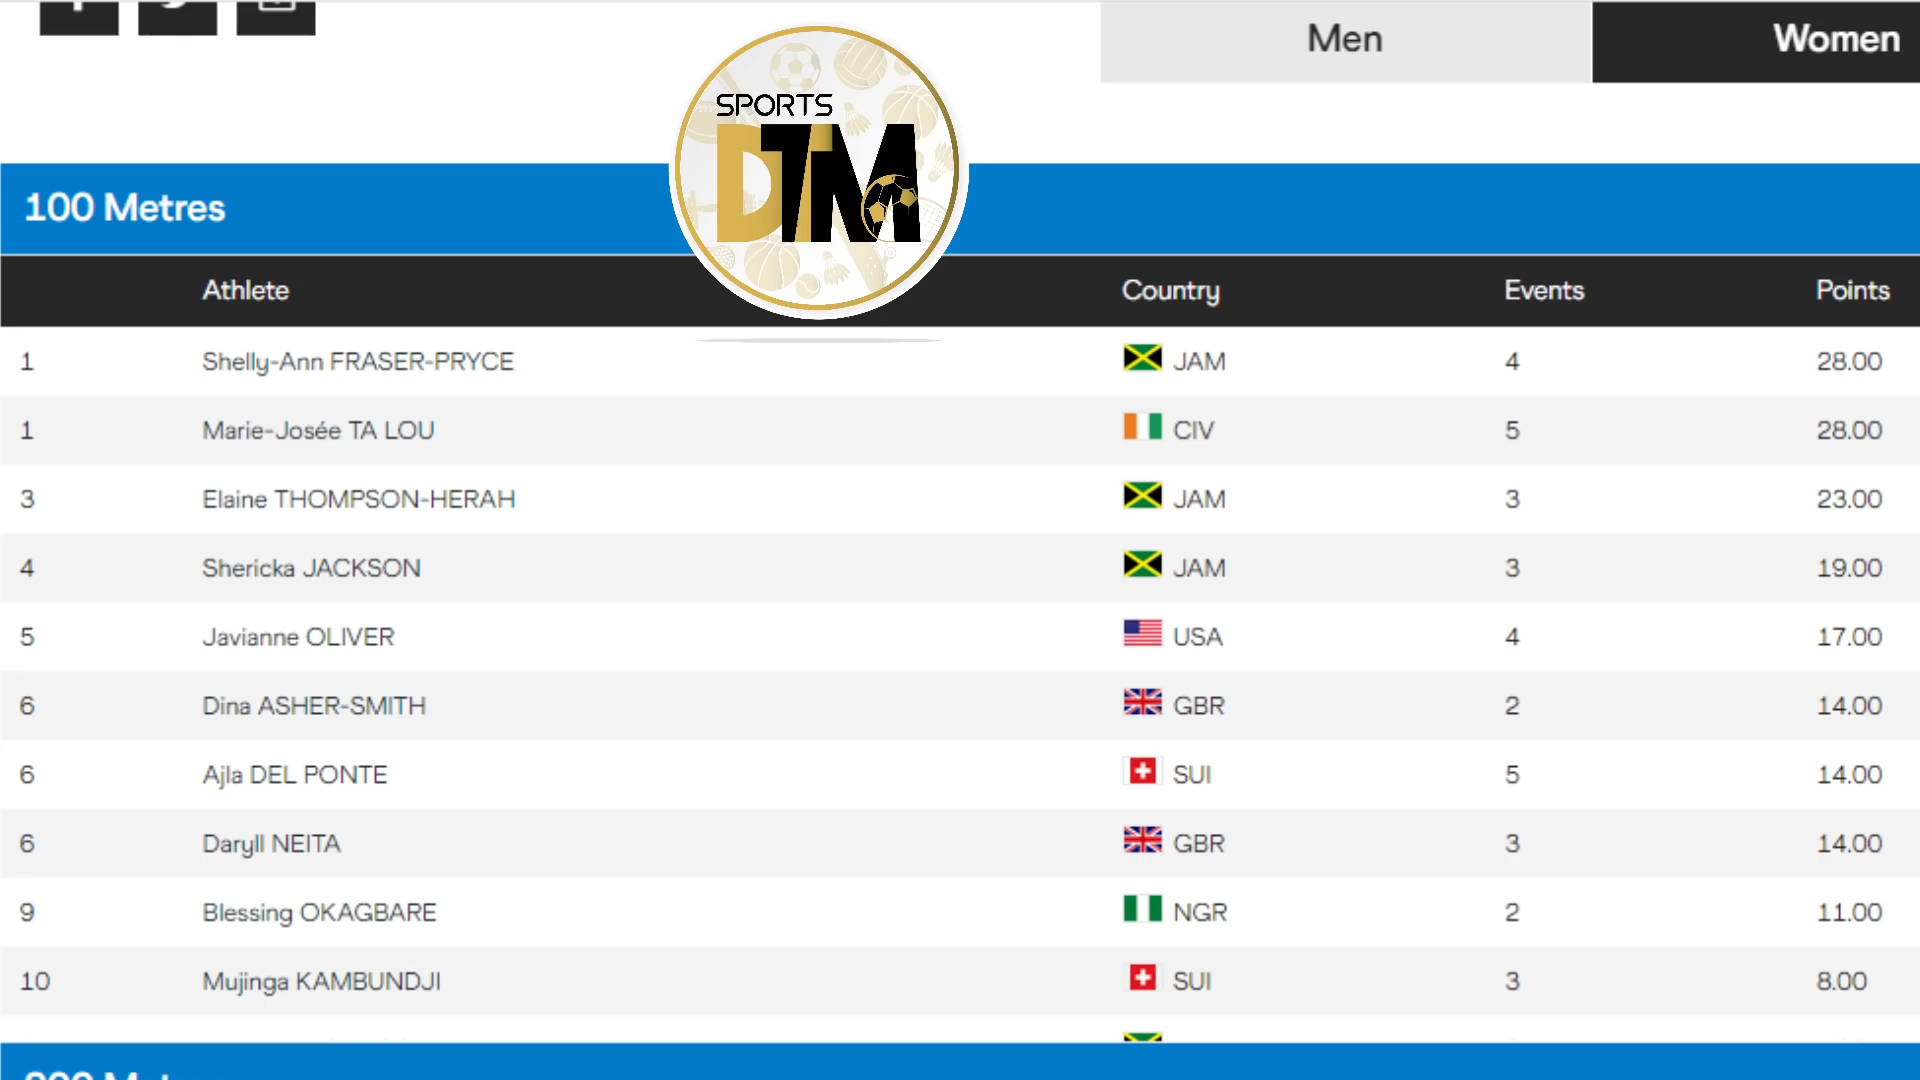 Men Women
SPORTS
DTM
100 Metres
Athlete Country Events Points
1 Shelly-Ann FRASER-PRYCE JAM 4 28.00
1 Marie-Josée TA LOU CIV 5 28.00
3 Elaine THOMPSON-HERAH JAM 3 23.00
4 Shericka JACKSON JAM 3 19.00
5 Javianne OLIVER USA 4 17.00
6 Dina ASHER-SMITH GBR 2 14.00
6 Ajla DEL PONTE SUI 5 14.00
6 Daryll NEITA GBR 3 14.00
9 Blessing OKAGBARE NGR 2 11.00
10 Mujinga KAMBUNDJI SUI 3 8.00